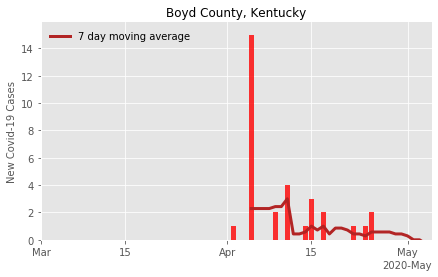 Boyd County, Kentucky
7 day moving average
New Covid-19 Cases
14
12
10
8
6
4
2
0
Mar
15
Apr
15
May
2020-May